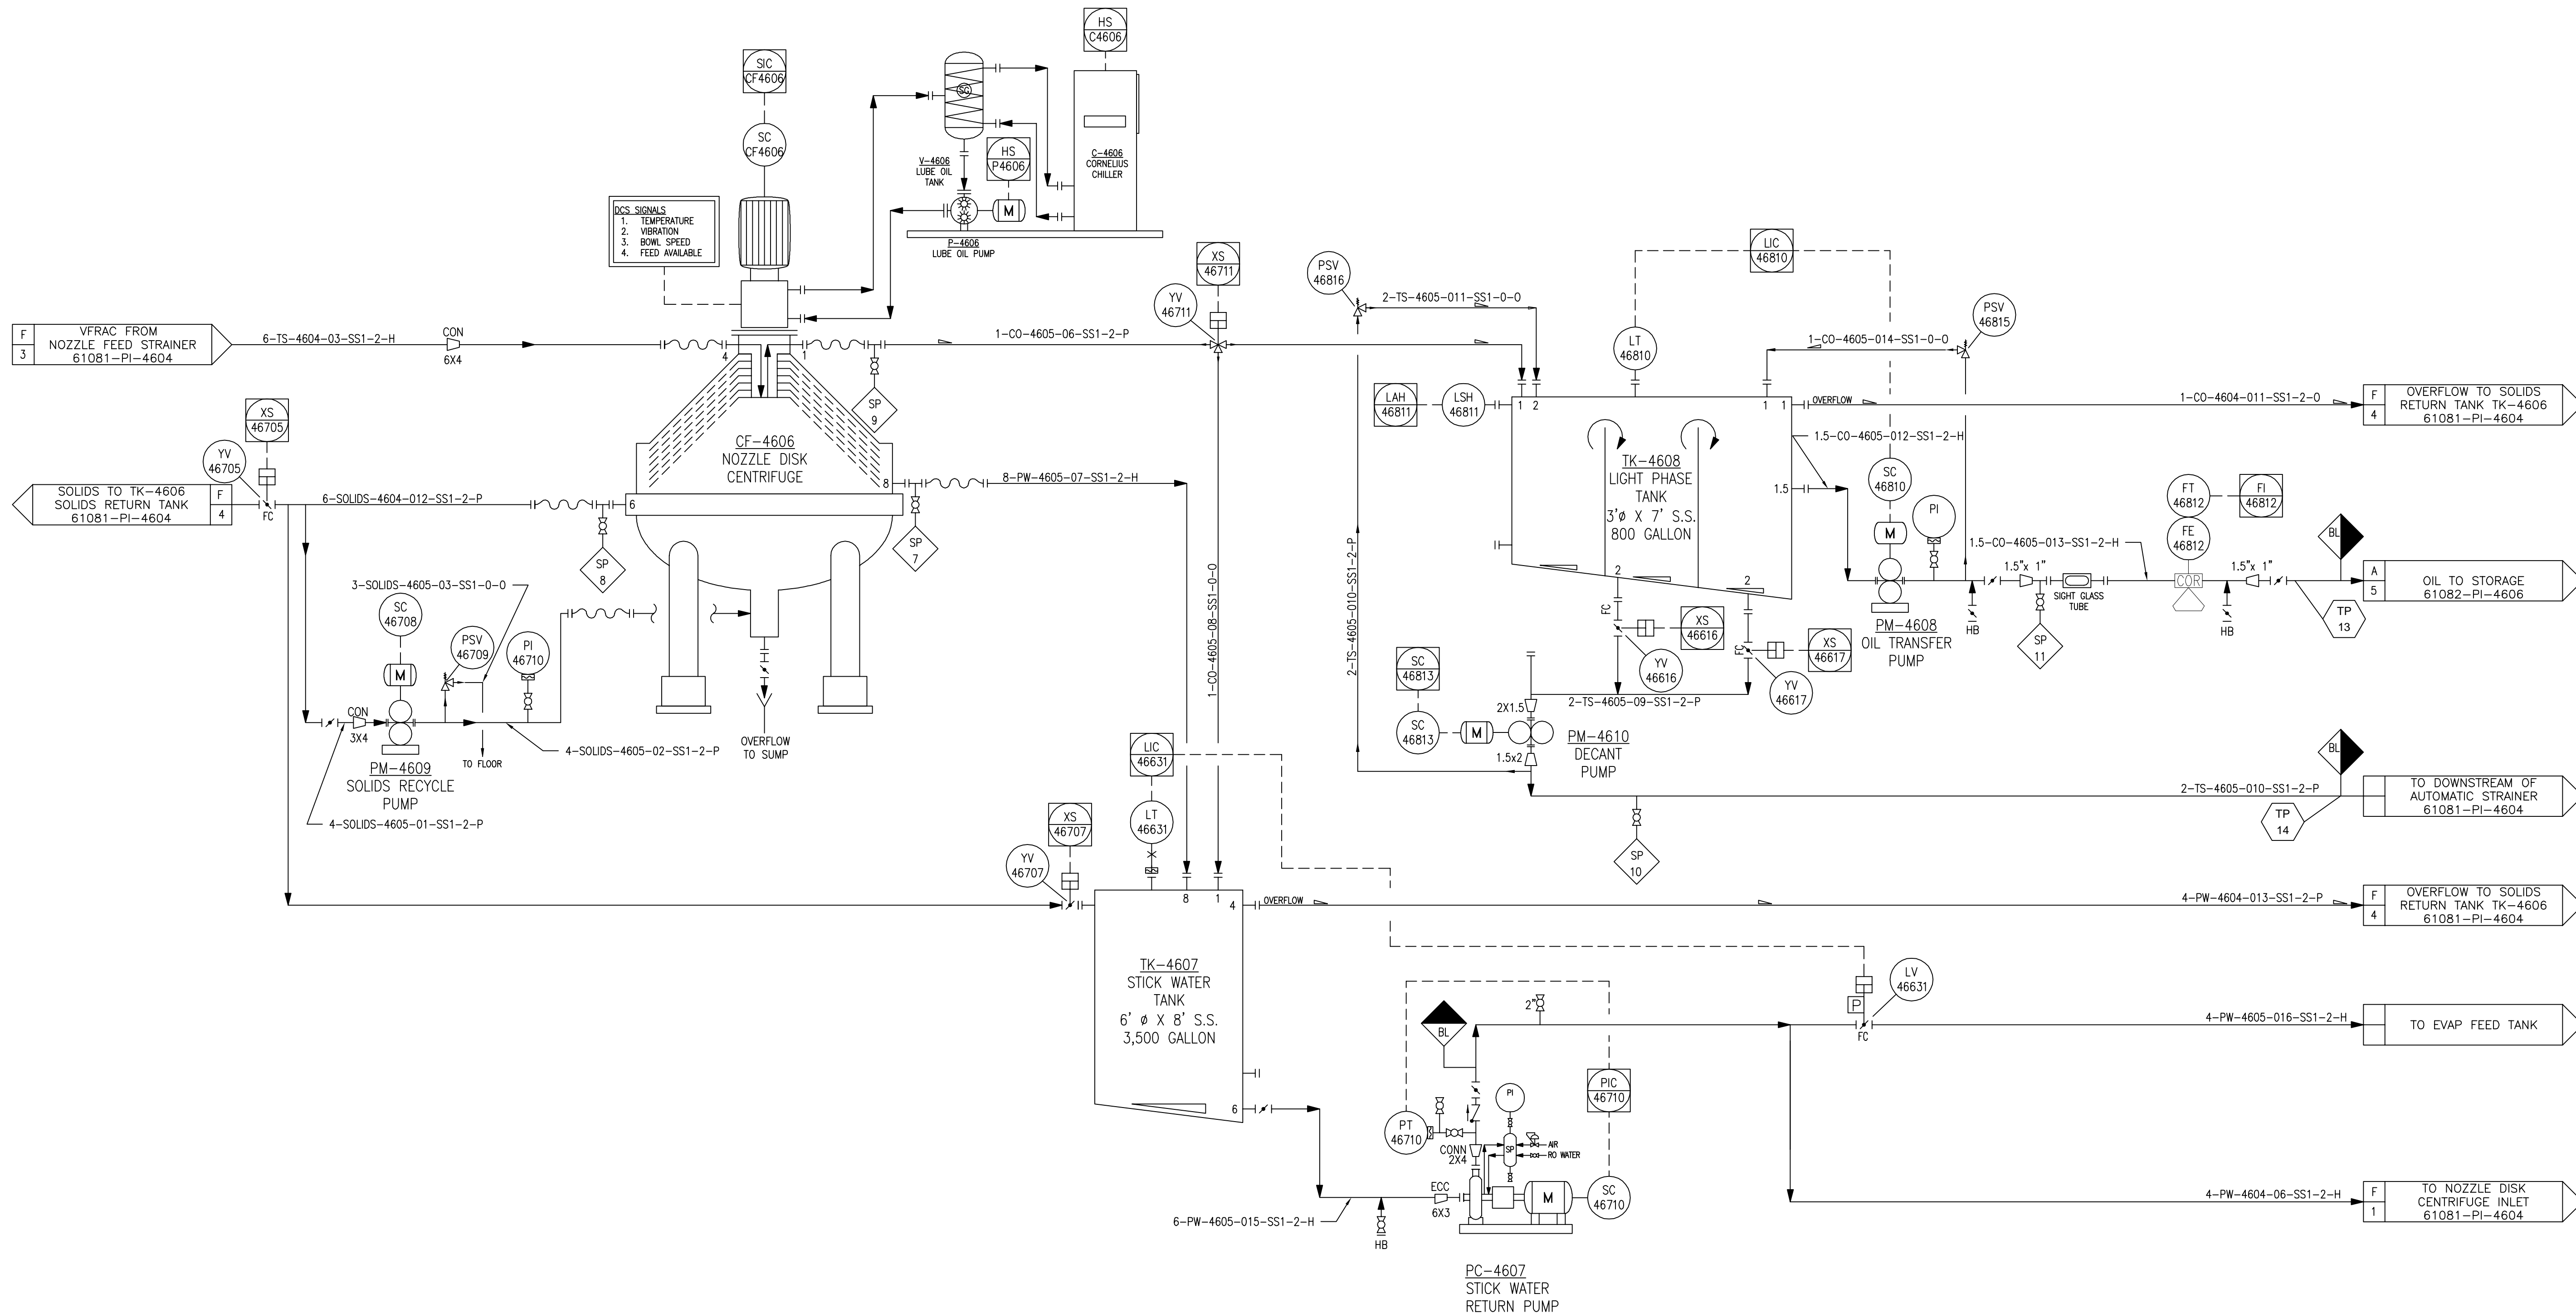 HS
C4606
SIC
CF4606
SC
CF4606
SG
V-4606
LUBE OIL
TANK
HS
P4606
M
P-4606
LUBE OIL PUMP
C-4606
CORNELIUS
CHILLER
DCS SIGNALS
1. TEMPERATURE
2. VIBRATION
3. BOWL SPEED
4. FEED AVAILABLE
F
3
VFRAC FROM
NOZZLE FEED STRAINER
61081-PI-4604
6-TS-4604-03-SS1-2-H
CON
6X4
4
1
1-CO-4605-06-SS1-2-P
SP
9
XS
46711
YV
46711
PSV
46816
2-TS-4605-011-SS1-0-O
LIC
46810
LT
46810
PSV
46815
1-CO-4605-014-SS1-0-O
LAH
46811
LSH
46811
1
2
1
1
OVERFLOW
1-CO-4604-011-SS1-2-O
F
4
OVERFLOW TO SOLIDS
RETURN TANK TK-4606
61081-PI-4604
XS
46705
YV
46705
FC
SOLIDS TO TK-4606
SOLIDS RETURN TANK
61081-PI-4604
F
4
6-SOLIDS-4604-012-SS1-2-P
SP
8
6
CF-4606
NOZZLE DISK
CENTRIFUGE
8
8-PW-4605-07-SS1-2-H
SP
7
1.5-CO-4605-012-SS1-2-H
TK-4608
LIGHT PHASE
TANK
3'ø X 7' S.S.
800 GALLON
1.5
2
2
SC
46810
M
PI
PM-4608
OIL TRANSFER
PUMP
HB
1.5"x 1"
SP
11
SIGHT GLASS
TUBE
1.5-CO-4605-013-SS1-2-H
FT
46812
FI
46812
FE
46812
COR
HB
1.5"x 1"
BL
TP
13
A
5
OIL TO STORAGE
61082-PI-4606
3-SOLIDS-4605-03-SS1-0-O
SC
46708
PSV
46709
PI
46710
M
CON
3X4
PM-4609
SOLIDS RECYCLE
PUMP
TO FLOOR
4-SOLIDS-4605-02-SS1-2-P
4-SOLIDS-4605-01-SS1-2-P
OVERFLOW
TO SUMP
1-CO-4605-08-SS1-0-O
2-TS-4605-010-SS1-2-P
FC
XS
46616
YV
46616
FC
XS
46617
YV
46617
2-TS-4605-09-SS1-2-P
SC
46813
SC
46813
M
2X1.5
1.5x2
PM-4610
DECANT
PUMP
SP
10
2-TS-4605-010-SS1-2-P
BL
TP
14
TO DOWNSTREAM OF
AUTOMATIC STRAINER
61081-PI-4604
LIC
46631
LT
46631
XS
46707
YV
46707
8
1
4
OVERFLOW
4-PW-4604-013-SS1-2-P
F
4
OVERFLOW TO SOLIDS
RETURN TANK TK-4606
61081-PI-4604
TK-4607
STICK WATER
TANK
6' ø X 8' S.S.
3,500 GALLON
6
6-PW-4605-015-SS1-2-H
HB
ECC
6X3
PT
46710
CONN
2X4
BL
2"
PI
SP
AIR
RO WATER
M
SC
46710
PIC
46710
PC-4607
STICK WATER
RETURN PUMP
P
LV
46631
FC
4-PW-4605-016-SS1-2-H
TO EVAP FEED TANK
4-PW-4604-06-SS1-2-H
F
1
TO NOZZLE DISK
CENTRIFUGE INLET
61081-PI-4604